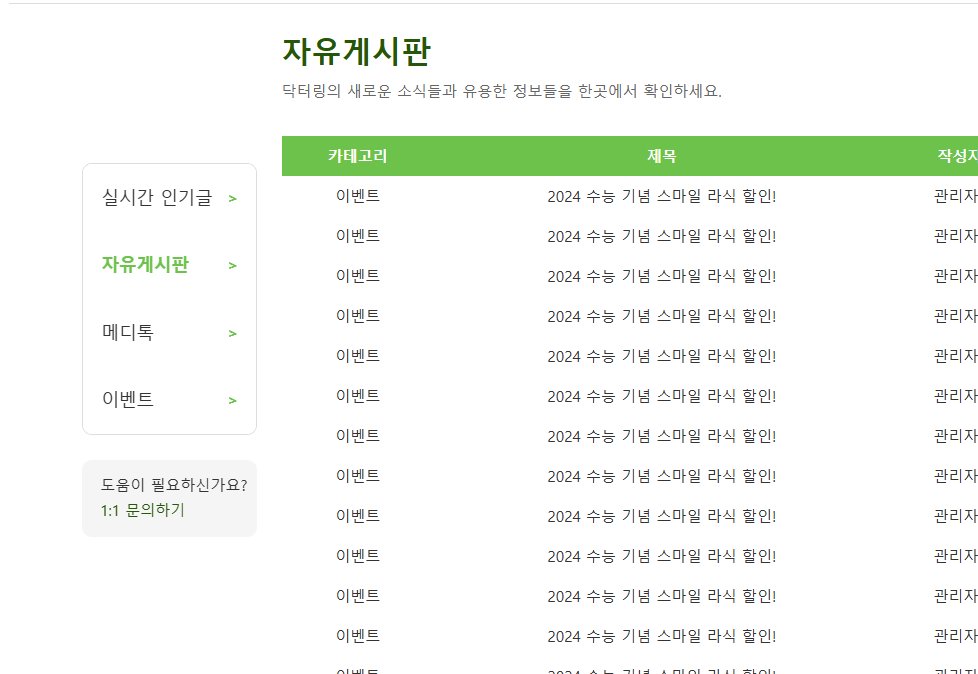 자유게시판
닥터링의 새로운 소식들과 유용한 정보들을 한곳에서 확인하세요.
실시간 인기글 >
자유게시판 >
메디톡 >
이벤트 >
도움이 필요하신가요?
1:1 문의하기
카테고리 제목 작성자
이벤트 2024 수능 기념 스마일 라식 할인! 관리자
이벤트 2024 수능 기념 스마일 라식 할인! 관리자
이벤트 2024 수능 기념 스마일 라식 할인! 관리자
이벤트 2024 수능 기념 스마일 라식 할인! 관리자
이벤트 2024 수능 기념 스마일 라식 할인! 관리자
이벤트 2024 수능 기념 스마일 라식 할인! 관리자
이벤트 2024 수능 기념 스마일 라식 할인! 관리자
이벤트 2024 수능 기념 스마일 라식 할인! 관리자
이벤트 2024 수능 기념 스마일 라식 할인! 관리자
이벤트 2024 수능 기념 스마일 라식 할인! 관리자
이벤트 2024 수능 기념 스마일 라식 할인! 관리자
이벤트 2024 수능 기념 스마일 라식 할인! 관리자